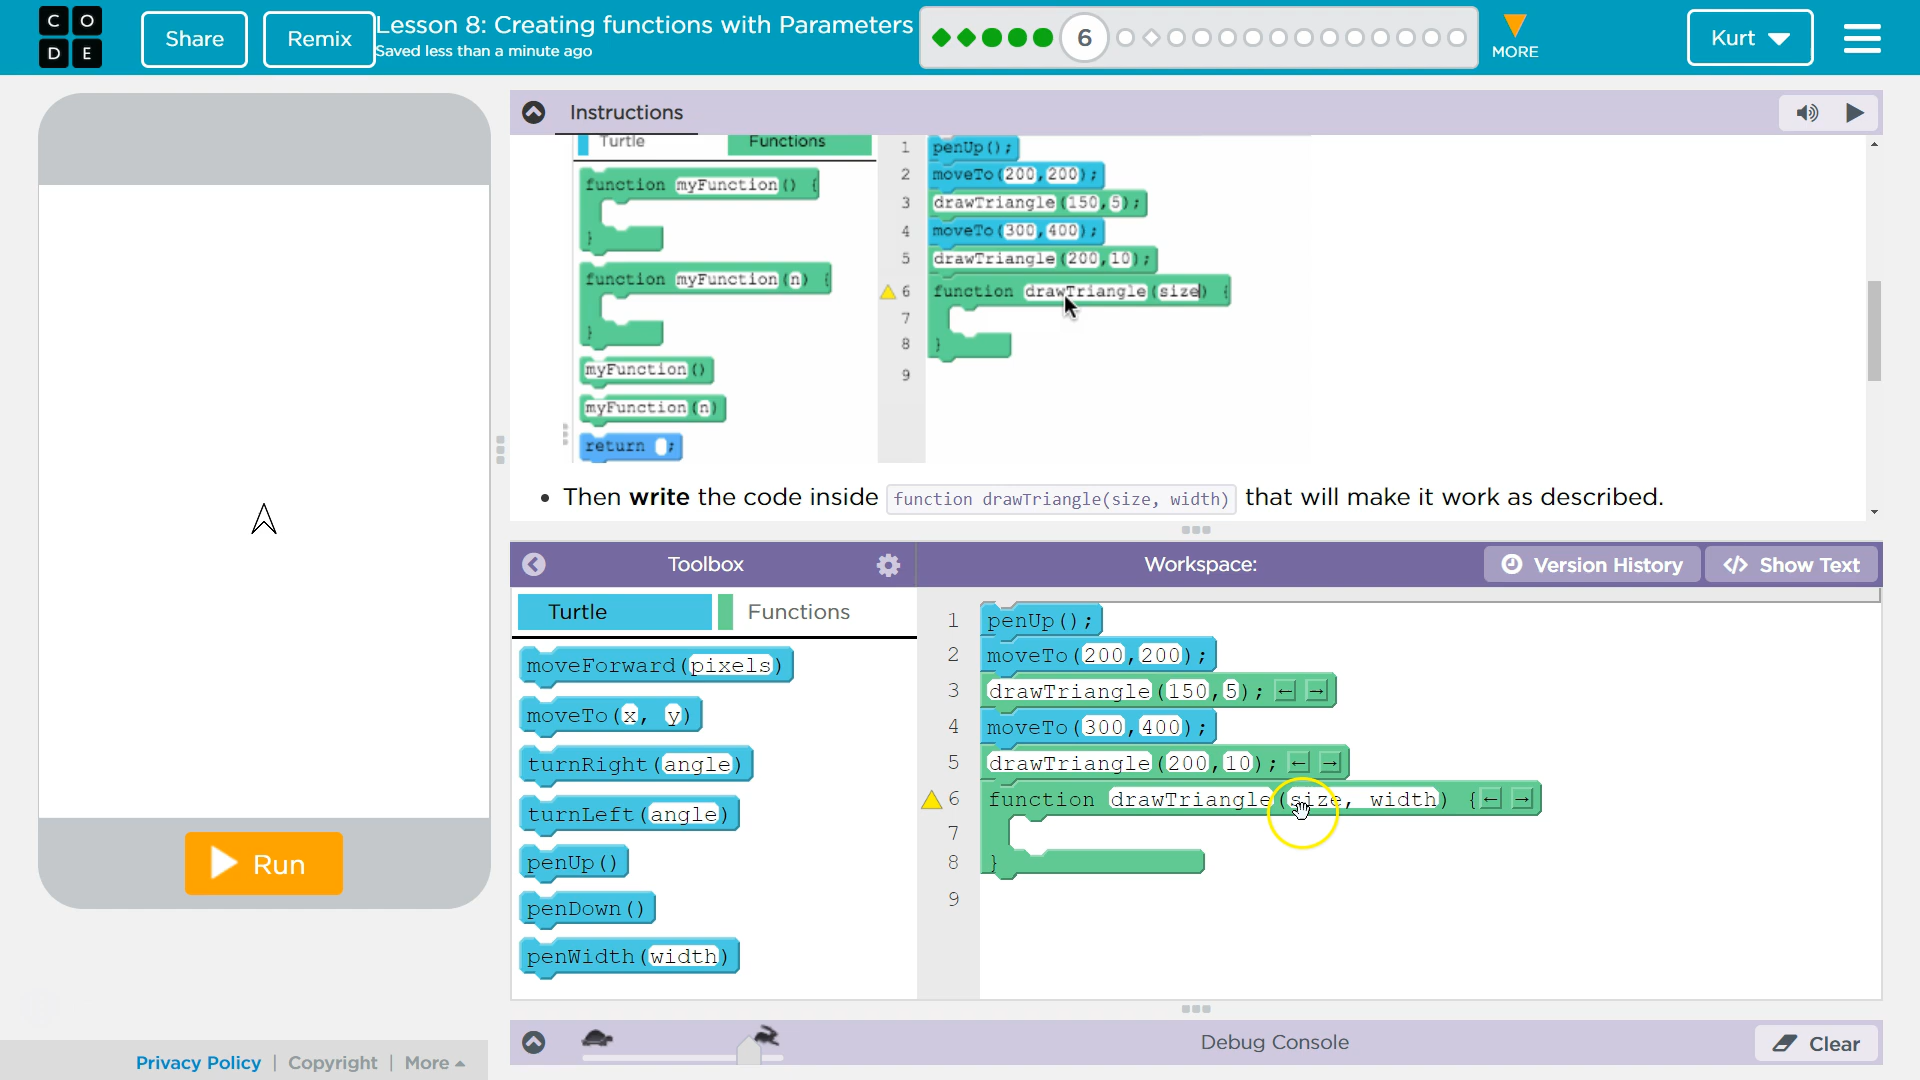 CODE
Share
Remix
Lesson 8: Creating functions with Parameters
Saved less than a minute ago
6
MORE
Kurt
Instructions
Turtle
Functions
function myFunction() {
}
function myFunction(n) {
}
myFunction()
myFunction(n)
return ;
1 penUp();
2 moveTo(200,200);
3 drawTriangle(150,5);
4 moveTo(300,400);
5 drawTriangle(200,10);
6 function drawTriangle(size) {
7
8 }
9
• Then write the code inside function drawTriangle(size, width) that will make it work as described.
Toolbox
Workspace:
Version History
</> Show Text
Turtle
Functions
moveForward(pixels)
moveTo(x, y)
turnRight(angle)
turnLeft(angle)
penUp()
penDown()
penWidth(width)
1 penUp();
2 moveTo(200,200);
3 drawTriangle(150,5); ← →
4 moveTo(300,400);
5 drawTriangle(200,10); ← →
6 function drawTriangle(size, width) { ← →
7
8 }
9
Run
Debug Console
Clear
Privacy Policy | Copyright | More